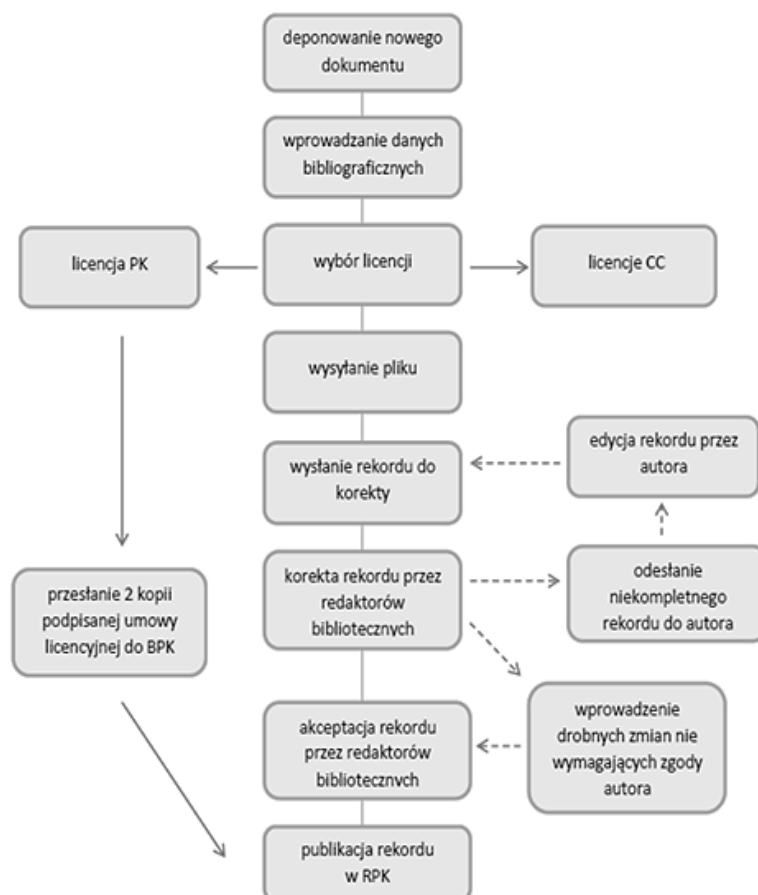 deponowanie nowego
dokumentu
wprowadzanie danych
bibliograficznych
licencja PK
wybór licencji
licencje CC
wysyłanie pliku
wysłanie rekordu do
korekty
edycja rekordu przez
autora
korekta rekordu przez
redaktorów
bibliotecznych
odesłanie
niekompletnego
rekordu do autora
przesłanie 2 kopii
podpisanej umowy
licencyjnej do BPK
wprowadzenie
drobnych zmian nie
wymagających zgody
autora
akceptacja rekordu
przez redaktorów
bibliotecznych
publikacja rekordu
w RPK